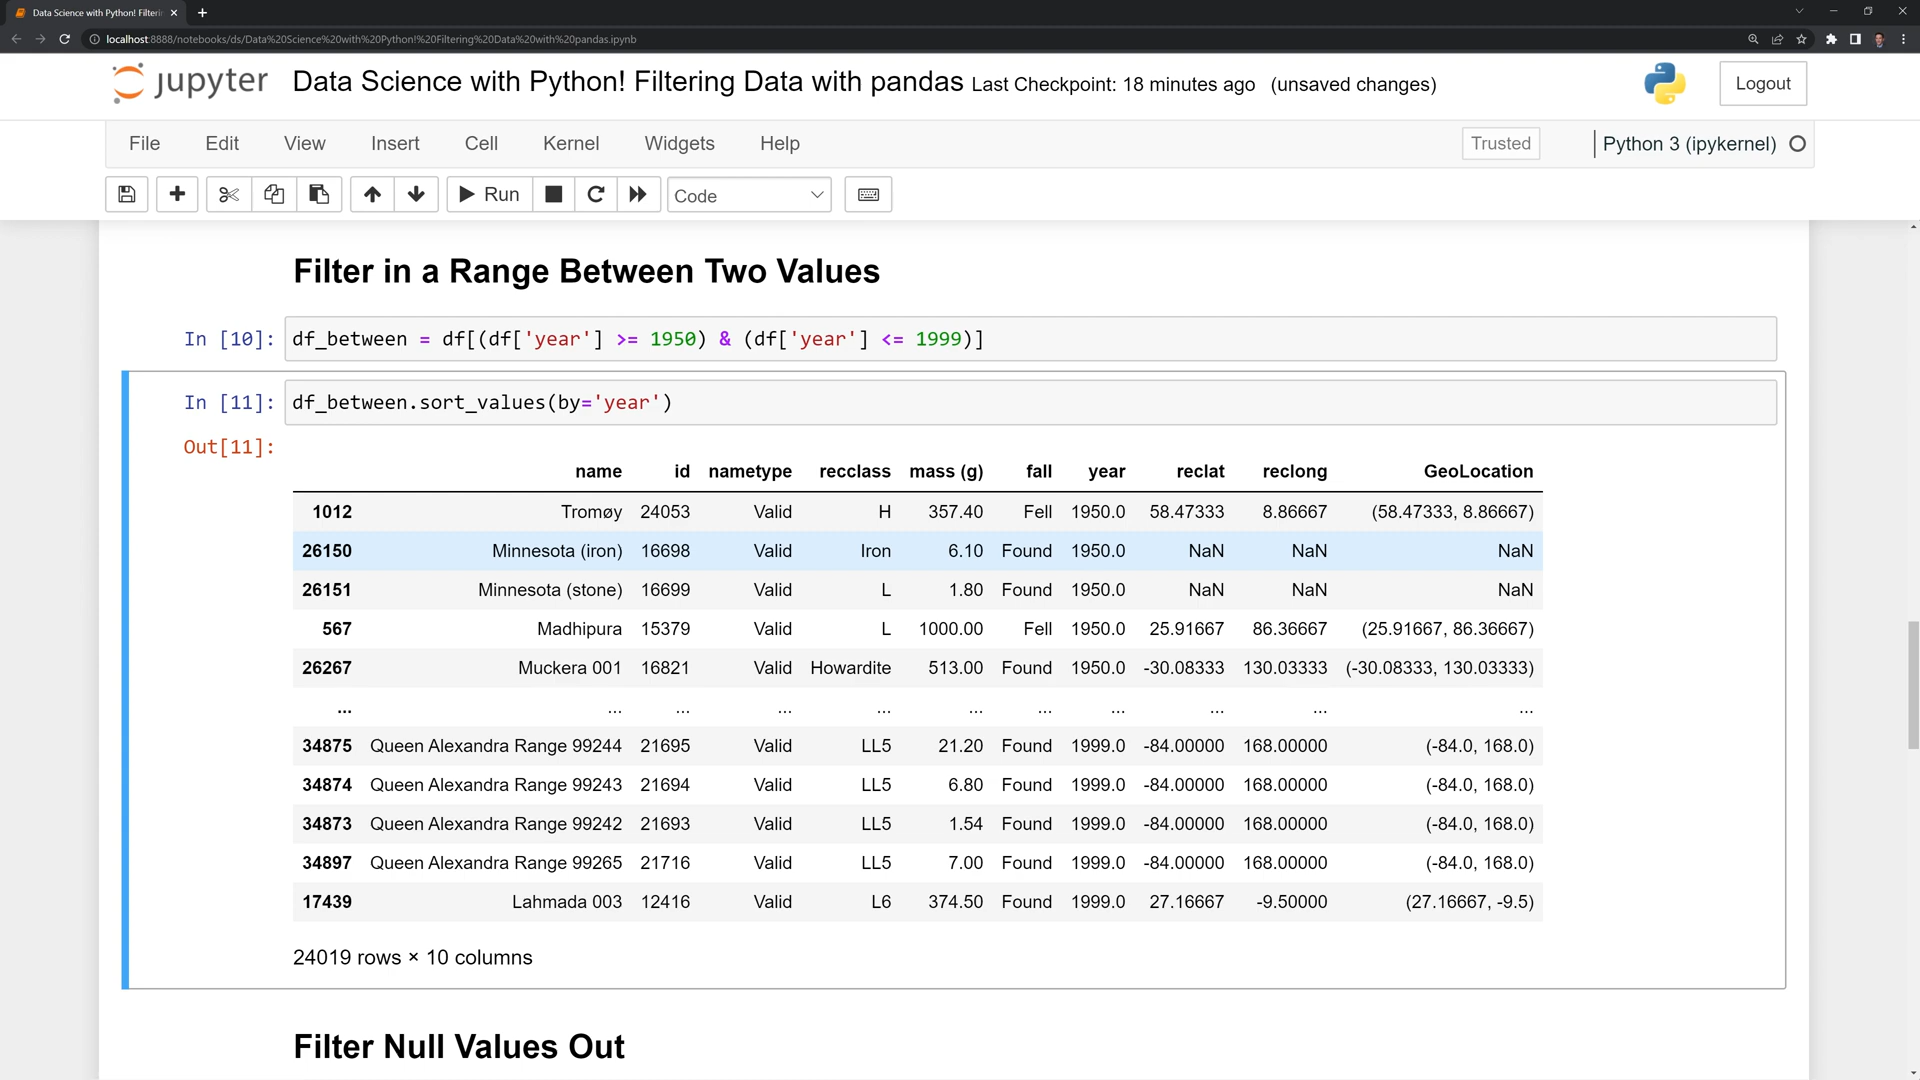 Data Science with Python! Filterin
localhost:8888/notebooks/ds/Data%20Science%20with%20Python!%20Filtering%20Data%20with%20pandas.ipynb
jupyter Data Science with Python! Filtering Data with pandas Last Checkpoint: 18 minutes ago (unsaved changes) Logout
File Edit View Insert Cell Kernel Widgets Help Trusted Python 3 (ipykernel)
Run Code
Filter in a Range Between Two Values
In [10]: df_between = df[(df['year'] >= 1950) & (df['year'] <= 1999)]
In [11]: df_between.sort_values(by='year')
Out[11]:
name id nametype recclass mass (g) fall year reclat reclong GeoLocation
1012 Tromøy 24053 Valid H 357.40 Fell 1950.0 58.47333 8.86667 (58.47333, 8.86667)
26150 Minnesota (iron) 16698 Valid Iron 6.10 Found 1950.0 NaN NaN NaN
26151 Minnesota (stone) 16699 Valid L 1.80 Found 1950.0 NaN NaN NaN
567 Madhipura 15379 Valid L 1000.00 Fell 1950.0 25.91667 86.36667 (25.91667, 86.36667)
26267 Muckera 001 16821 Valid Howardite 513.00 Found 1950.0 -30.08333 130.03333 (-30.08333, 130.03333)
... ... ... ... ... ... ... ... ... ... ...
34875 Queen Alexandra Range 99244 21695 Valid LL5 21.20 Found 1999.0 -84.00000 168.00000 (-84.0, 168.0)
34874 Queen Alexandra Range 99243 21694 Valid LL5 6.80 Found 1999.0 -84.00000 168.00000 (-84.0, 168.0)
34873 Queen Alexandra Range 99242 21693 Valid LL5 1.54 Found 1999.0 -84.00000 168.00000 (-84.0, 168.0)
34897 Queen Alexandra Range 99265 21716 Valid LL5 7.00 Found 1999.0 -84.00000 168.00000 (-84.0, 168.0)
17439 Lahmada 003 12416 Valid L6 374.50 Found 1999.0 27.16667 -9.50000 (27.16667, -9.5)
24019 rows × 10 columns
Filter Null Values Out